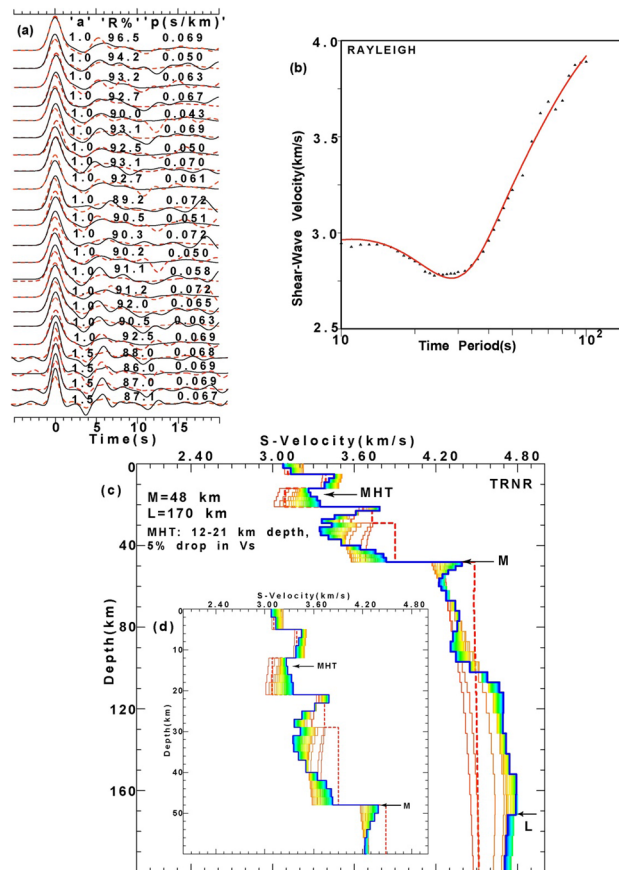 (a)
'a' 'R%' 'p(s/km)'
1.0 96.5 0.069
1.0 94.2 0.050
1.0 93.2 0.063
1.0 92.7 0.067
1.0 90.0 0.043
1.0 93.1 0.069
1.0 92.5 0.050
1.0 93.1 0.070
1.0 92.7 0.061
1.0 89.2 0.072
1.0 90.5 0.051
1.0 90.3 0.072
1.0 90.2 0.050
1.0 91.1 0.058
1.0 91.2 0.072
1.0 92.0 0.065
1.0 90.5 0.063
1.0 92.5 0.069
1.5 88.0 0.068
1.5 86.0 0.069
1.5 87.0 0.069
1.5 87.1 0.067
0 5 10 15
Time(s)
(b)
RAYLEIGH
4.0
3.5
3.0
2.5
Shear-Wave Velocity(km/s)
10 10²
Time Period(s)
S-Velocity(km/s)
2.40 3.00 3.60 4.20 4.80
0
40
80
120
160
Depth(km)
(c)
TRNR
M=48 km
L=170 km
MHT: 12-21 km depth,
5% drop in Vs
MHT
M
L
S-Velocity(km/s)
2.40 3.00 3.60 4.20 4.80
(d)
0
10
20
30
40
50
Depth(km)
MHT
M